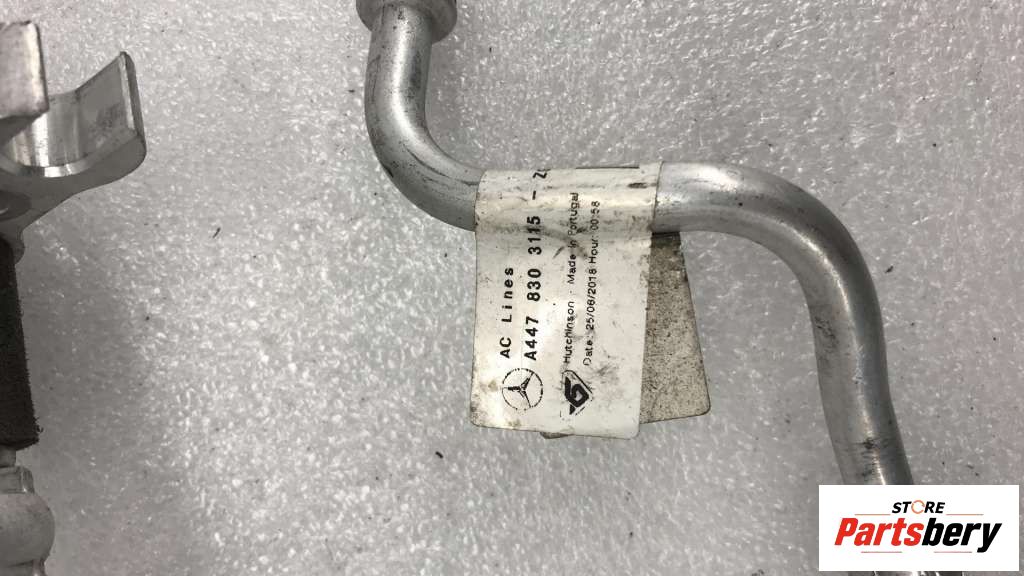 AC Lines
A447 830 3115 -
Hutchinson - Made in Portugal
Date: 25/06/2018 Hour: 00:58
STORE
Partsbery